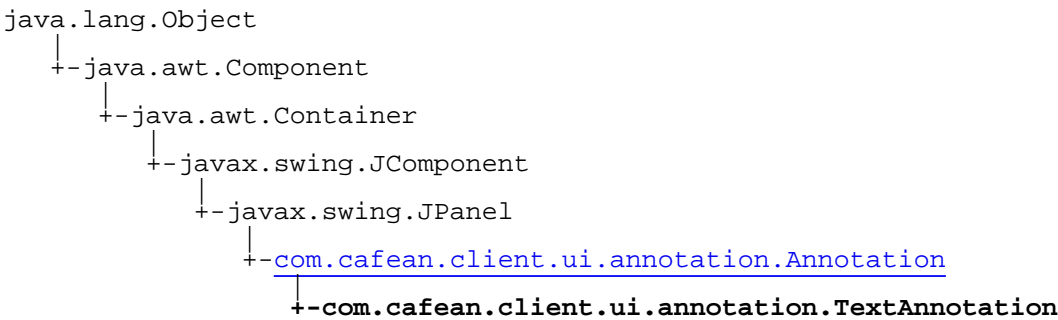 java.lang.Object
|
+-java.awt.Component
|
+-java.awt.Container
|
+-javax.swing.JComponent
|
+-javax.swing.JPanel
|
+-com.cafean.client.ui.annotation.Annotation
|
+-com.cafean.client.ui.annotation.TextAnnotation